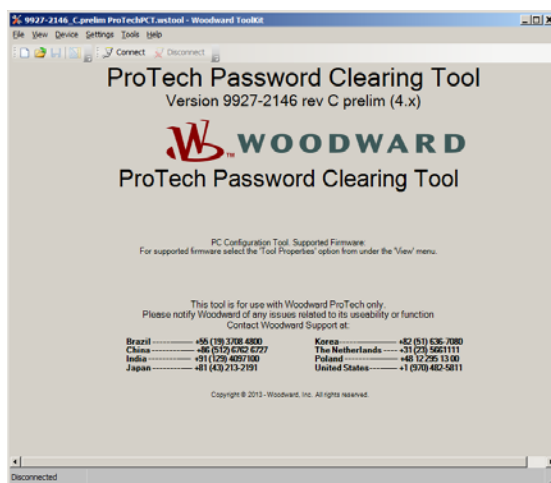 9927-2146_C.prelim ProTechPCT.wstool - Woodward ToolKit
File View Device Settings Tools Help
Connect Disconnect
ProTech Password Clearing Tool
Version 9927-2146 rev C prelim (4.x)
W™ WOODWARD
ProTech Password Clearing Tool
PC Configuration Tool. Supported Firmware:
For supported firmware select the 'Tool Properties' option from under the 'View' menu.
This tool is for use with Woodward ProTech only.
Please notify Woodward of any issues related to its useability or function
Contact Woodward Support at:
Brazil ---------- +55 (19) 3708 4800 Korea---------- +82 (51) 636-7080
China ---------- +86 (512) 6762 6727 The Netherlands ---- +31 (23) 5661111
India ---------- +91 (129) 4097100 Poland ---------- +48 12 295 13 00
Japan---------- +81 (43) 213-2191 United States------- +1 (970) 482-5811
Copyright © 2013 - Woodward, Inc. All rights reserved.
Disconnected